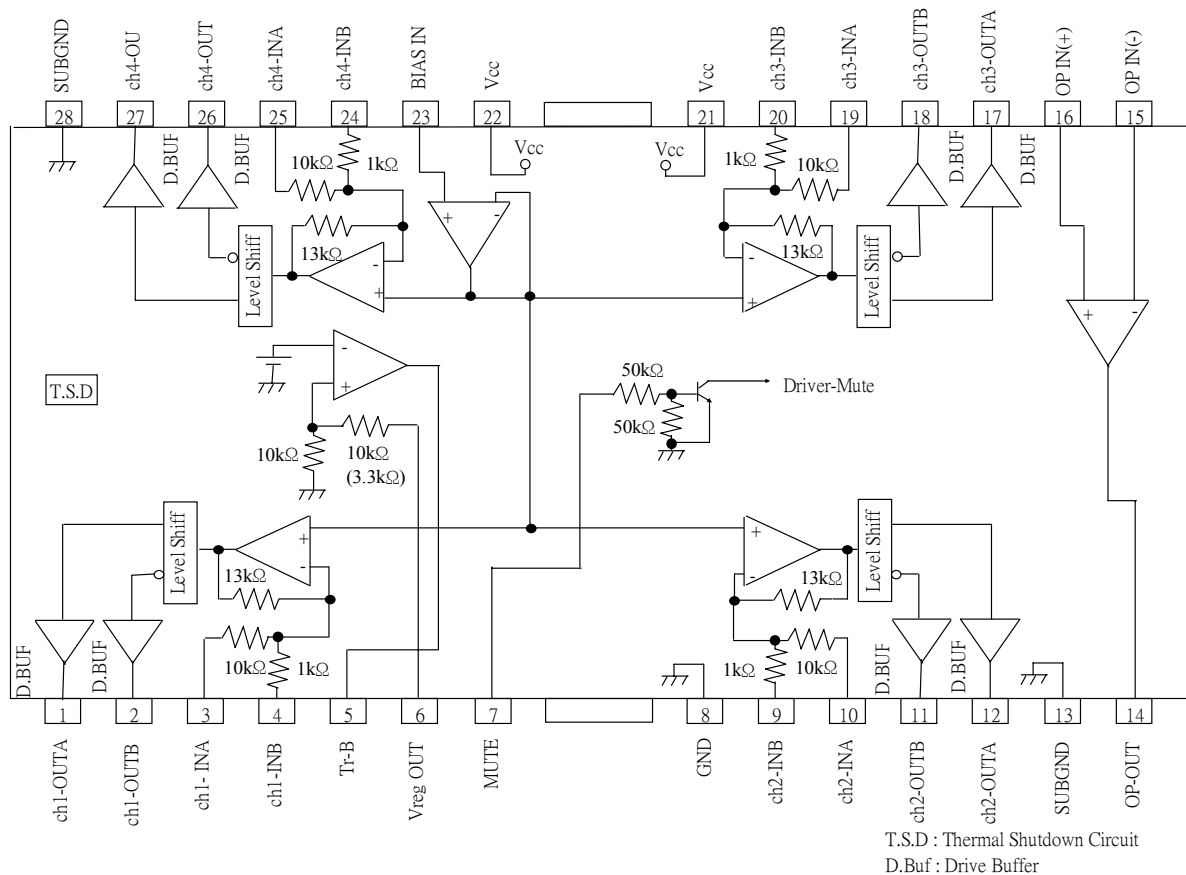 SUBGND
ch4-OU
ch4-OUT
ch4-INA
ch4-INB
BIAS IN
Vcc
Vcc
ch3-INB
ch3-INA
ch3-OUTB
ch3-OUTA
OP IN(+)
OP IN(-)
28
27
26
25
24
23
22
21
20
19
18
17
16
15
D.BUF
D.BUF
10kΩ
1kΩ
Vcc
Vcc
1kΩ
10kΩ
D.BUF
D.BUF
+
-
13kΩ
13kΩ
Level Shiff
-
+
-
+
Level Shiff
+
-
T.S.D
-
+
50kΩ
Driver-Mute
50kΩ
10kΩ
10kΩ
(3.3kΩ)
Level Shiff
+
-
+
-
Level Shiff
13kΩ
13kΩ
10kΩ
1kΩ
1kΩ
10kΩ
D.BUF
D.BUF
D.BUF
D.BUF
1
2
3
4
5
6
7
8
9
10
11
12
13
14
ch1-OUTA
ch1-OUTB
ch1- INA
ch1-INB
Tr-B
Vreg OUT
MUTE
GND
ch2-INB
ch2-INA
ch2-OUTB
ch2-OUTA
SUBGND
OP-OUT
T.S.D : Thermal Shutdown Circuit
D.Buf : Drive Buffer